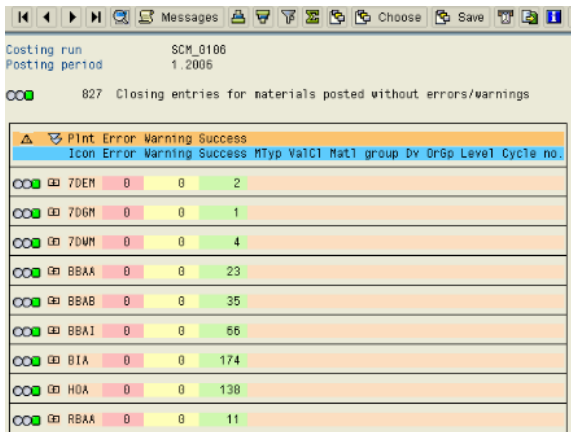 Messages Choose Save
Costing run SCM_0106
Posting period 1.2006
827 Closing entries for materials posted without errors/warnings
Plnt Error Warning Success
Icon Error Warning Success MTyp ValCl Matl group Dv OrGp Level Cycle no.
7DEM 0 0 2
7DGM 0 0 1
7DWM 0 0 4
BBAA 0 0 23
BBAB 0 0 35
BBAI 0 0 66
BIA 0 0 174
HOA 0 0 138
RBAA 0 0 11